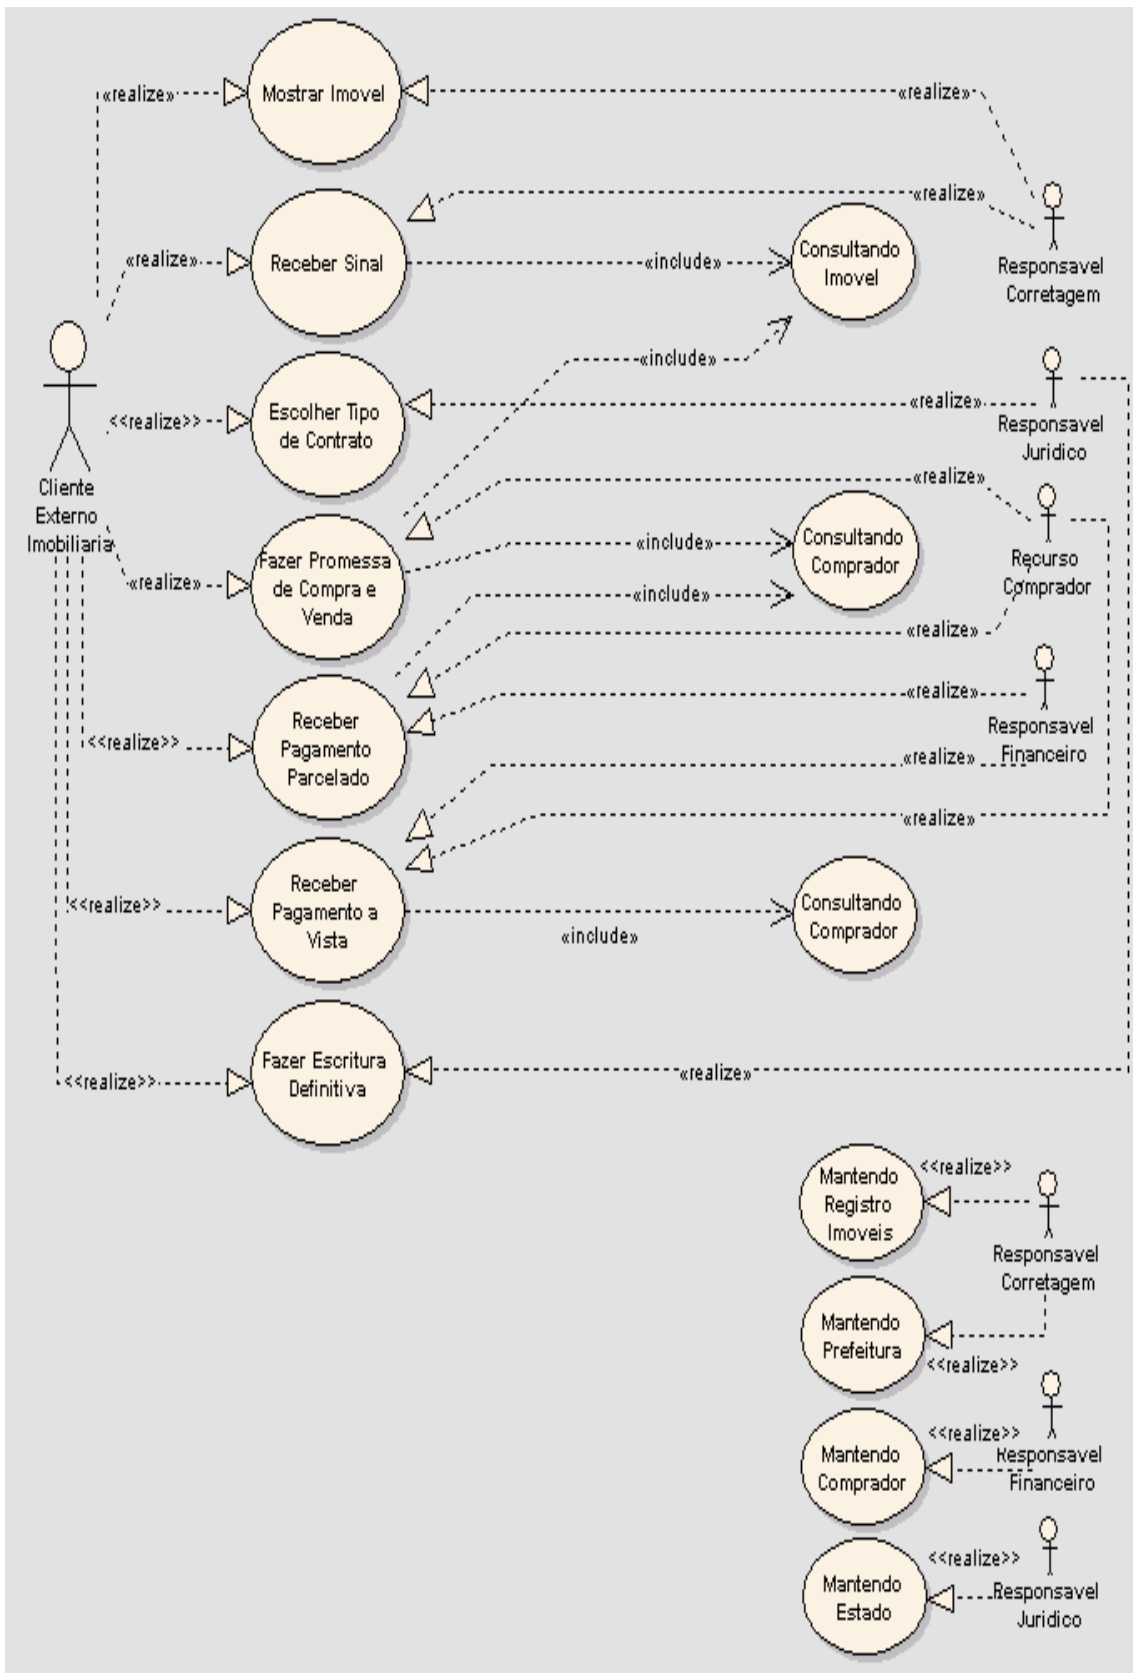 «realize»
Mostrar Imovel
«realize»
«realize»
Receber Sinal
«include»
Consultando
Imovel
«realize»
Responsavel
Corretagem
«include»
<<realize>>
Escolher Tipo
de Contrato
«realize»
Responsavel
Juridico
Cliente
Externo
Imobiliaria
«realize»
Fazer Promessa
de Compra e
Venda
«realize»
«include»
Consultando
Comprador
Recurso
Comprador
«include»
«realize»
<<realize>>
Receber
Pagamento
Parcelado
«realize»
Responsavel
Financeiro
«realize»
«realize»
<<realize>>
Receber
Pagamento a
Vista
«include»
Consultando
Comprador
<<realize>>
Fazer Escritura
Definitiva
«realize»
Mantendo
Registro
Imoveis
<<realize>>
Responsavel
Corretagem
Mantendo
Prefeitura
<<realize>>
Mantendo
Comprador
<<realize>>
Responsavel
Financeiro
Mantendo
Estado
<<realize>>
Responsavel
Juridico